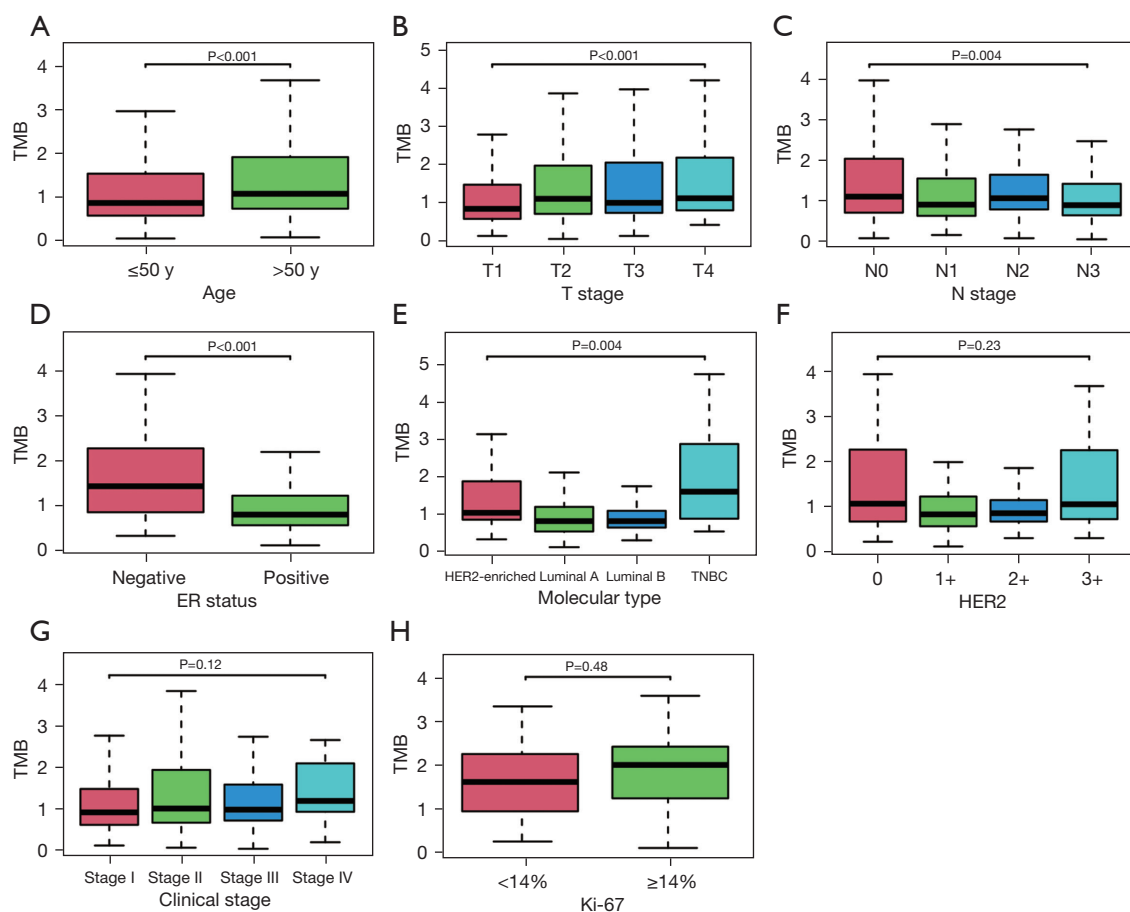 A
P<0.001
4
3
2
1
0
TMB
≤50 y >50 y
Age
B
P<0.001
5
4
3
2
1
0
TMB
T1 T2 T3 T4
T stage
C
P=0.004
4
3
2
1
0
TMB
N0 N1 N2 N3
N stage
D
P<0.001
4
3
2
1
0
TMB
Negative Positive
ER status
E
P=0.004
5
4
3
2
1
0
TMB
HER2-enriched Luminal A Luminal B TNBC
Molecular type
F
P=0.23
4
3
2
1
0
TMB
0 1+ 2+ 3+
HER2
G
P=0.12
4
3
2
1
0
TMB
Stage I Stage II Stage III Stage IV
Clinical stage
H
P=0.48
4
3
2
1
0
TMB
<14% ≥14%
Ki-67